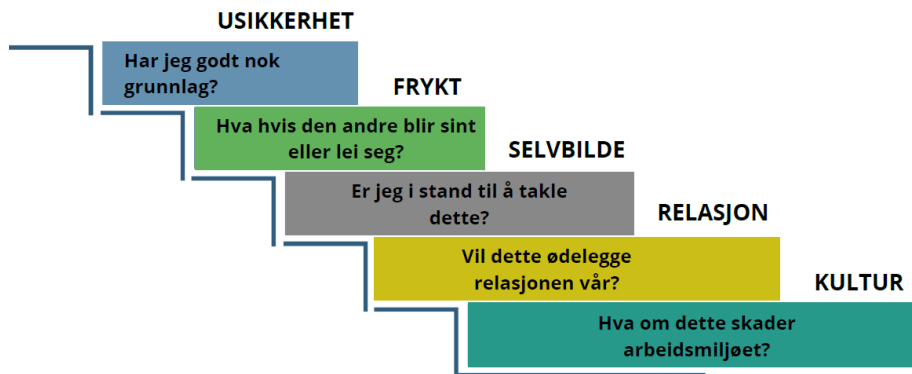 USIKKERHET
Har jeg godt nok
grunnlag?
FRYKT
Hva hvis den andre blir sint
eller lei seg?
SELVBILDE
Er jeg i stand til å takle
dette?
RELASJON
Vil dette ødelegge
relasjonen vår?
KULTUR
Hva om dette skader
arbeidsmiljøet?